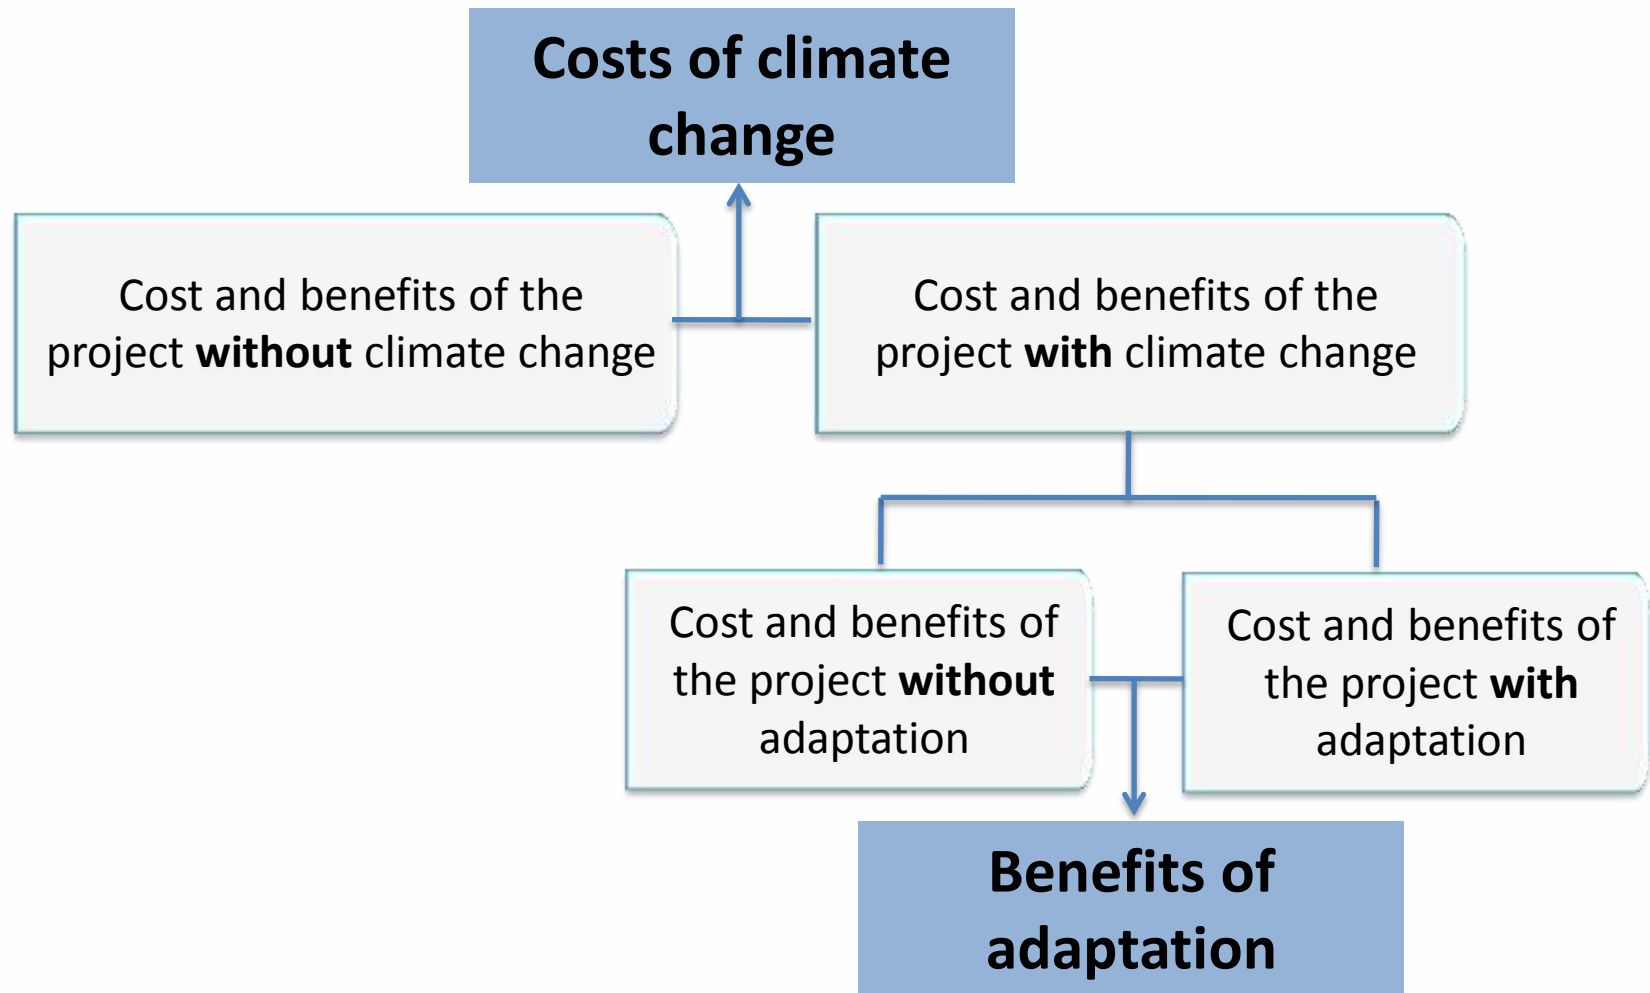 Costs of climate
change
Cost and benefits of the
project without climate change
Cost and benefits of the
project with climate change
Cost and benefits of
the project without
adaptation
Cost and benefits of
the project with
adaptation
Benefits of
adaptation